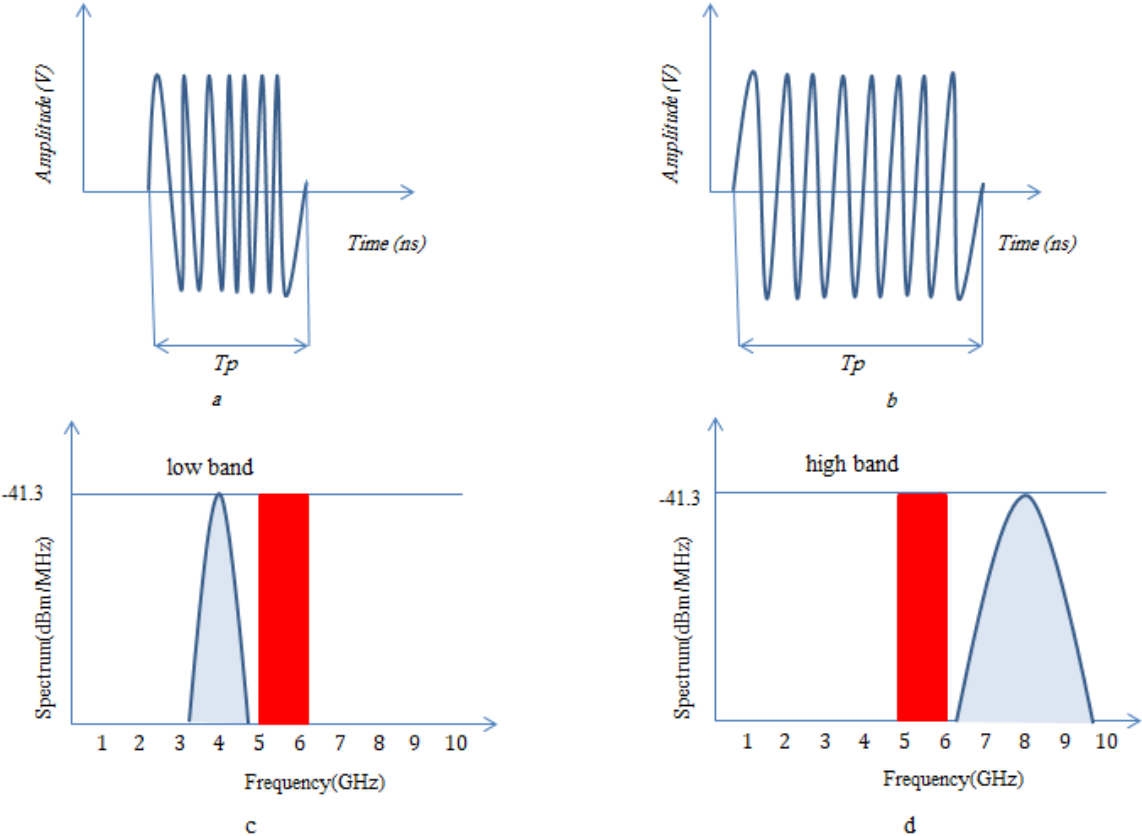 Amplitude (V)
Time (ns)
Tp
a
Amplitude (V)
Time (ns)
Tp
b
low band
-41.3
Spectrum(dBm/MHz)
1 2 3 4 5 6 7 8 9 10
Frequency(GHz)
c
high band
-41.3
Spectrum(dBm/MHz)
1 2 3 4 5 6 7 8 9 10
Frequency(GHz)
d